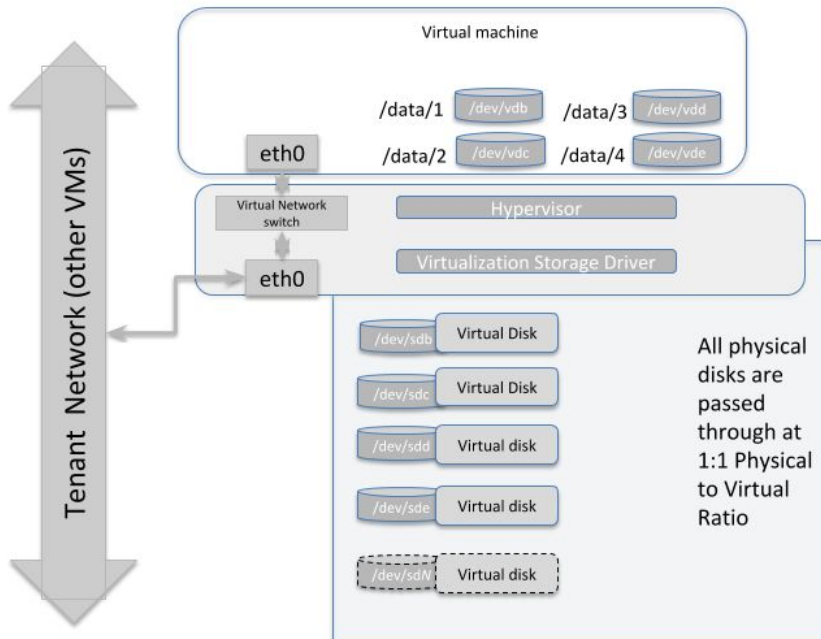 Virtual machine
/data/1 /dev/vdb /data/3 /dev/vdd
/data/2 /dev/vdc /data/4 /dev/vde
eth0
Virtual Network
switch
Hypervisor
Virtualization Storage Driver
eth0
Tenant Network (other VMs)
/dev/sdb Virtual Disk
/dev/sdc Virtual Disk
/dev/sdd Virtual disk
/dev/sde Virtual disk
/dev/sdN Virtual disk
All physical
disks are
passed
through at
1:1 Physical
to Virtual
Ratio